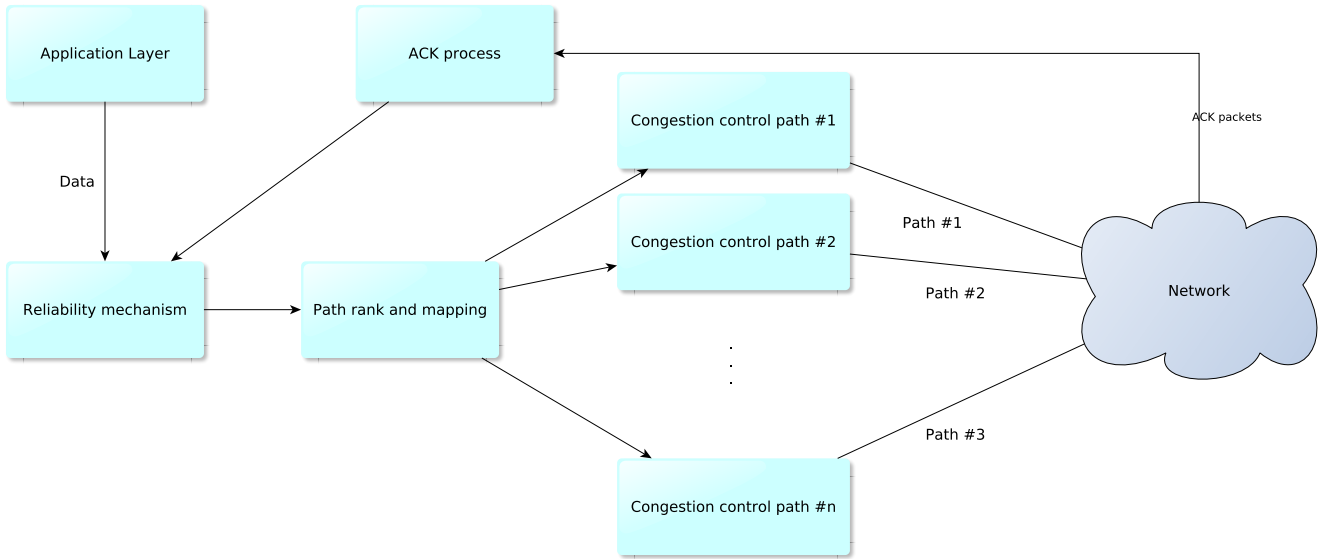 Application Layer
ACK process
Congestion control path #1
ACK packets
Data
Path #1
Congestion control path #2
Path #2
Network
Reliability mechanism
Path rank and mapping
.
.
.
Path #3
Congestion control path #n